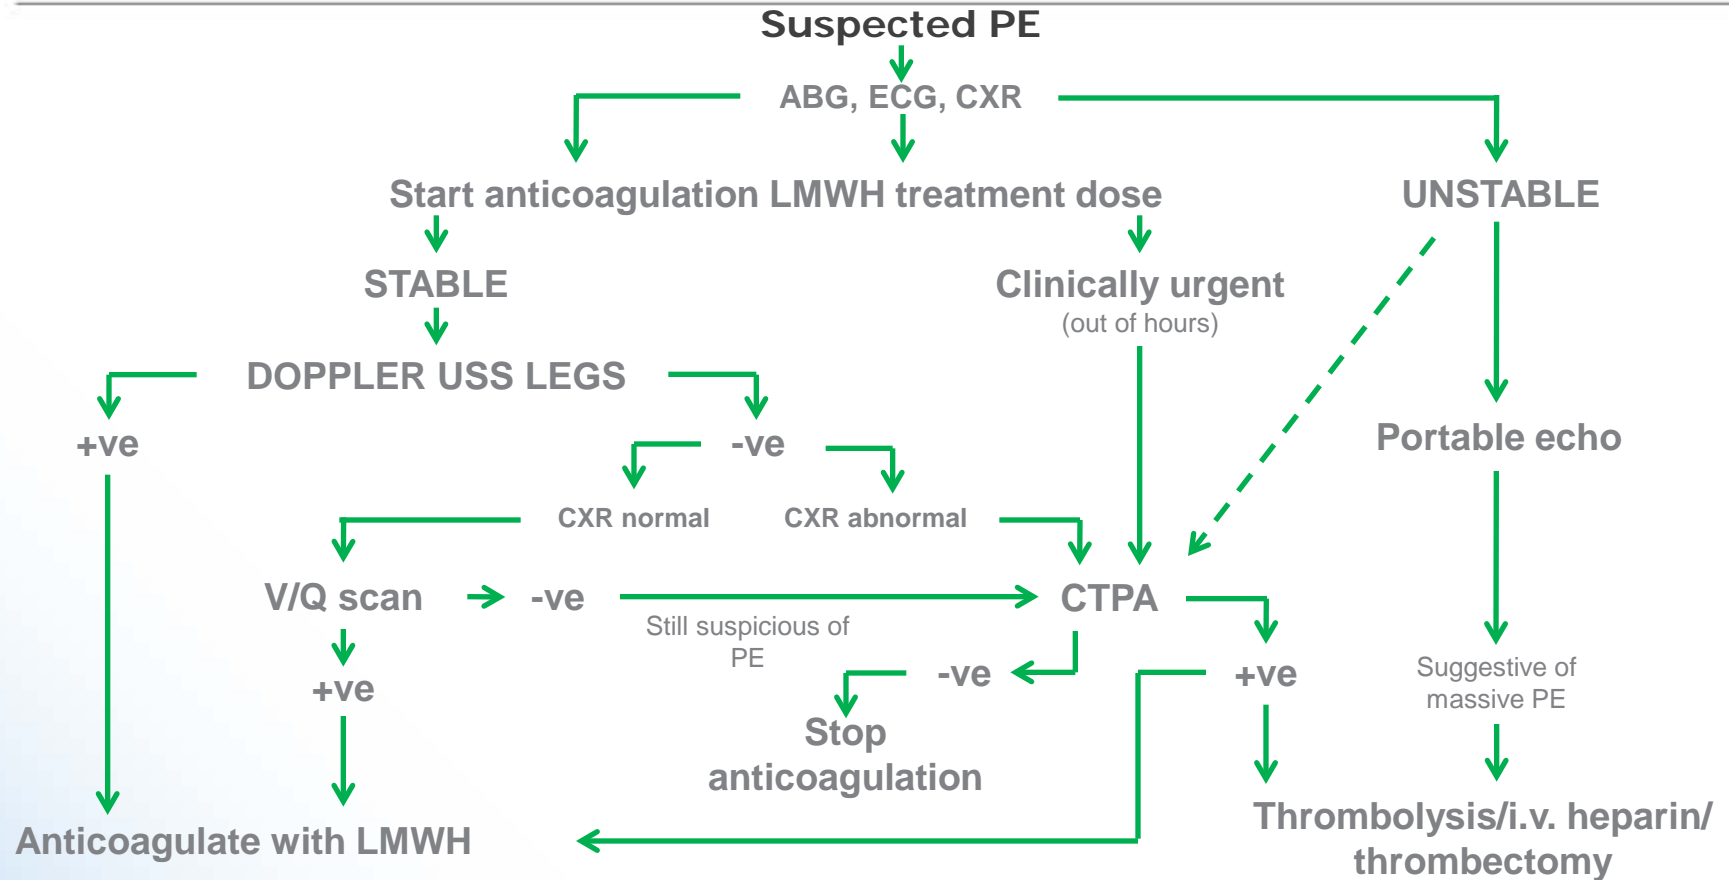 Suspected PE
ABG, ECG, CXR
Start anticoagulation LMWH treatment dose
UNSTABLE
STABLE
Clinically urgent
(out of hours)
DOPPLER USS LEGS
+ve
-ve
Portable echo
CXR normal
CXR abnormal
V/Q scan
-ve
Still suspicious of
PE
CTPA
+ve
-ve
+ve
Suggestive of
massive PE
Stop
anticoagulation
Anticoagulate with LMWH
Thrombolysis/i.v. heparin/
thrombectomy